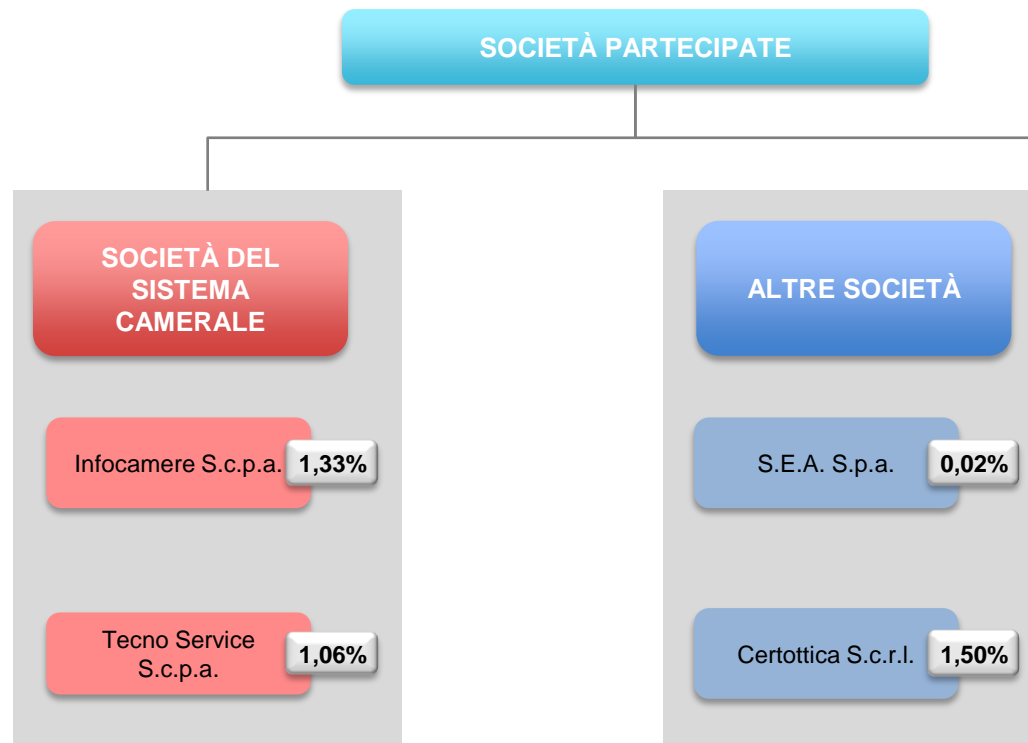 SOCIETÀ PARTECIPATE
SOCIETÀ DEL
SISTEMA
CAMERALE
Infocamere S.c.p.a. 1,33%
Tecno Service
S.c.p.a.
1,06%
ALTRE SOCIETÀ
S.E.A. S.p.a. 0,02%
Certottica S.c.r.l. 1,50%